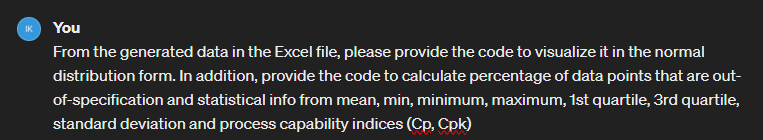 IK You
From the generated data in the Excel file, please provide the code to visualize it in the normal
distribution form. In addition, provide the code to calculate percentage of data points that are out-
of-specification and statistical info from mean, min, minimum, maximum, 1st quartile, 3rd quartile,
standard deviation and process capability indices (Cp, Cpk)